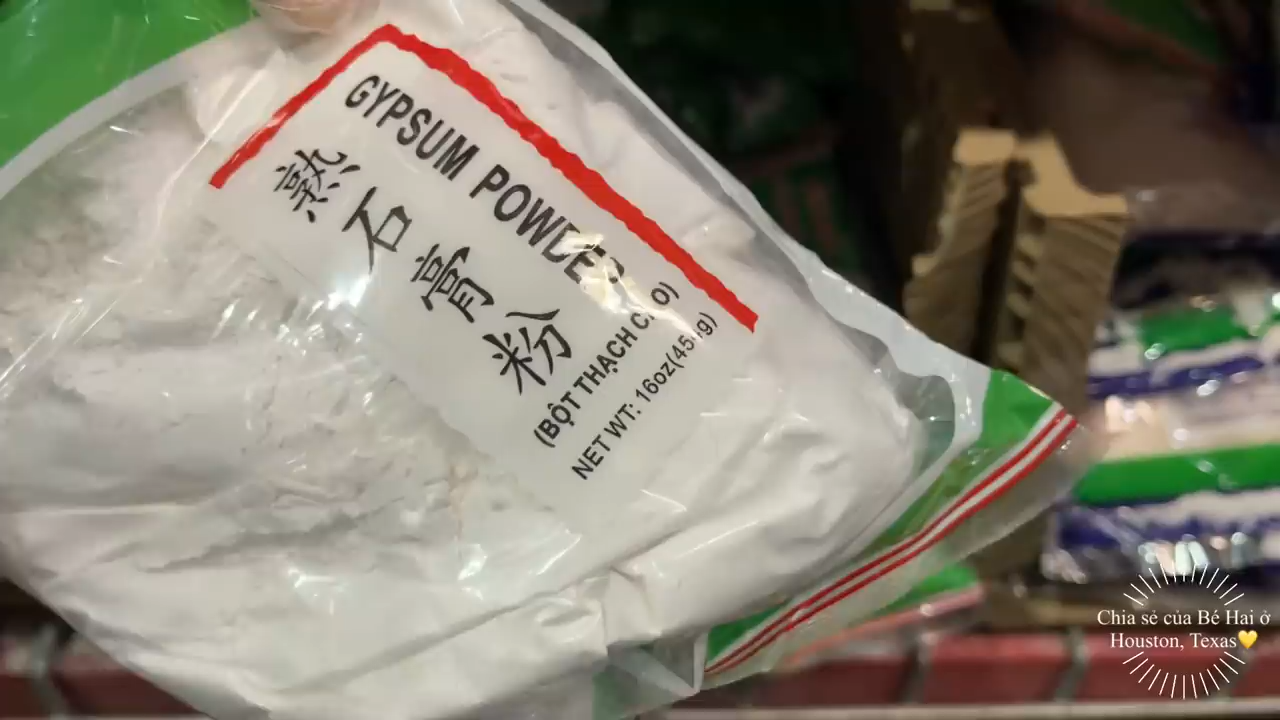 GYPSUM POWDER
熟石膏粉
(BỘT THẠCH CAO)
NET WT: 16oz(454g)
Chia sẻ của Bé Hai ở
Houston, Texas💛